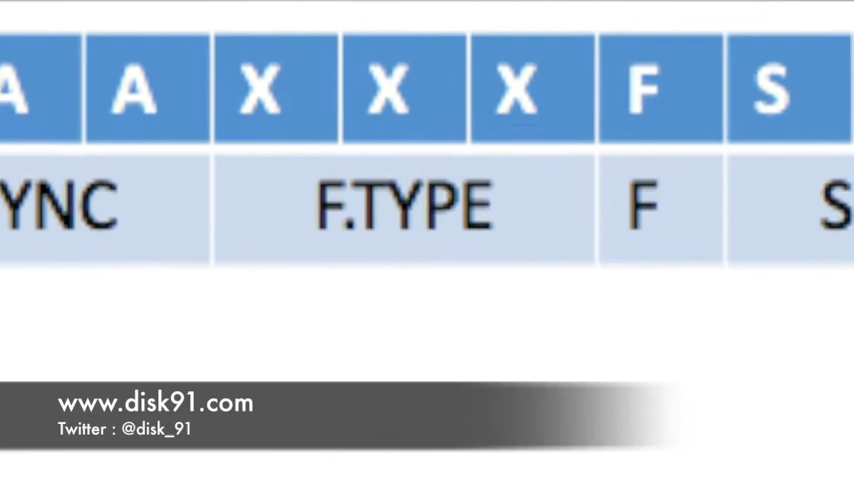 A A X X X F S
YNC F.TYPE F S
www.disk91.com
Twitter : @disk_91